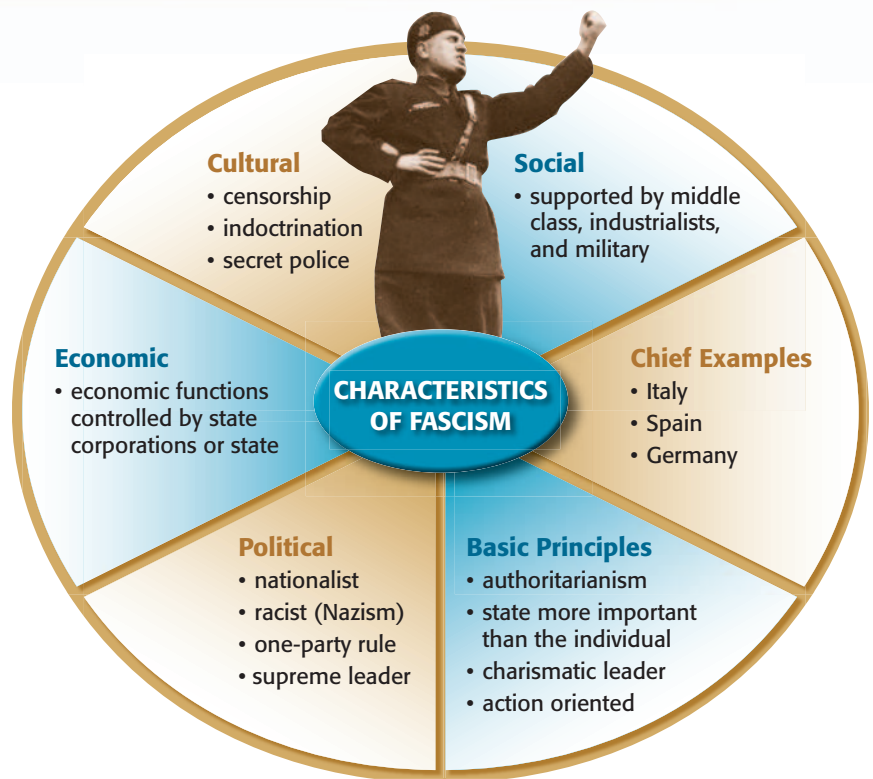 CHARACTERISTICS
OF FASCISM
Cultural
• censorship
• indoctrination
• secret police
Social
• supported by middle
class, industrialists,
and military
Economic
• economic functions
controlled by state
corporations or state
Chief Examples
• Italy
• Spain
• Germany
Political
• nationalist
• racist (Nazism)
• one-party rule
• supreme leader
Basic Principles
• authoritarianism
• state more important
than the individual
• charismatic leader
• action oriented